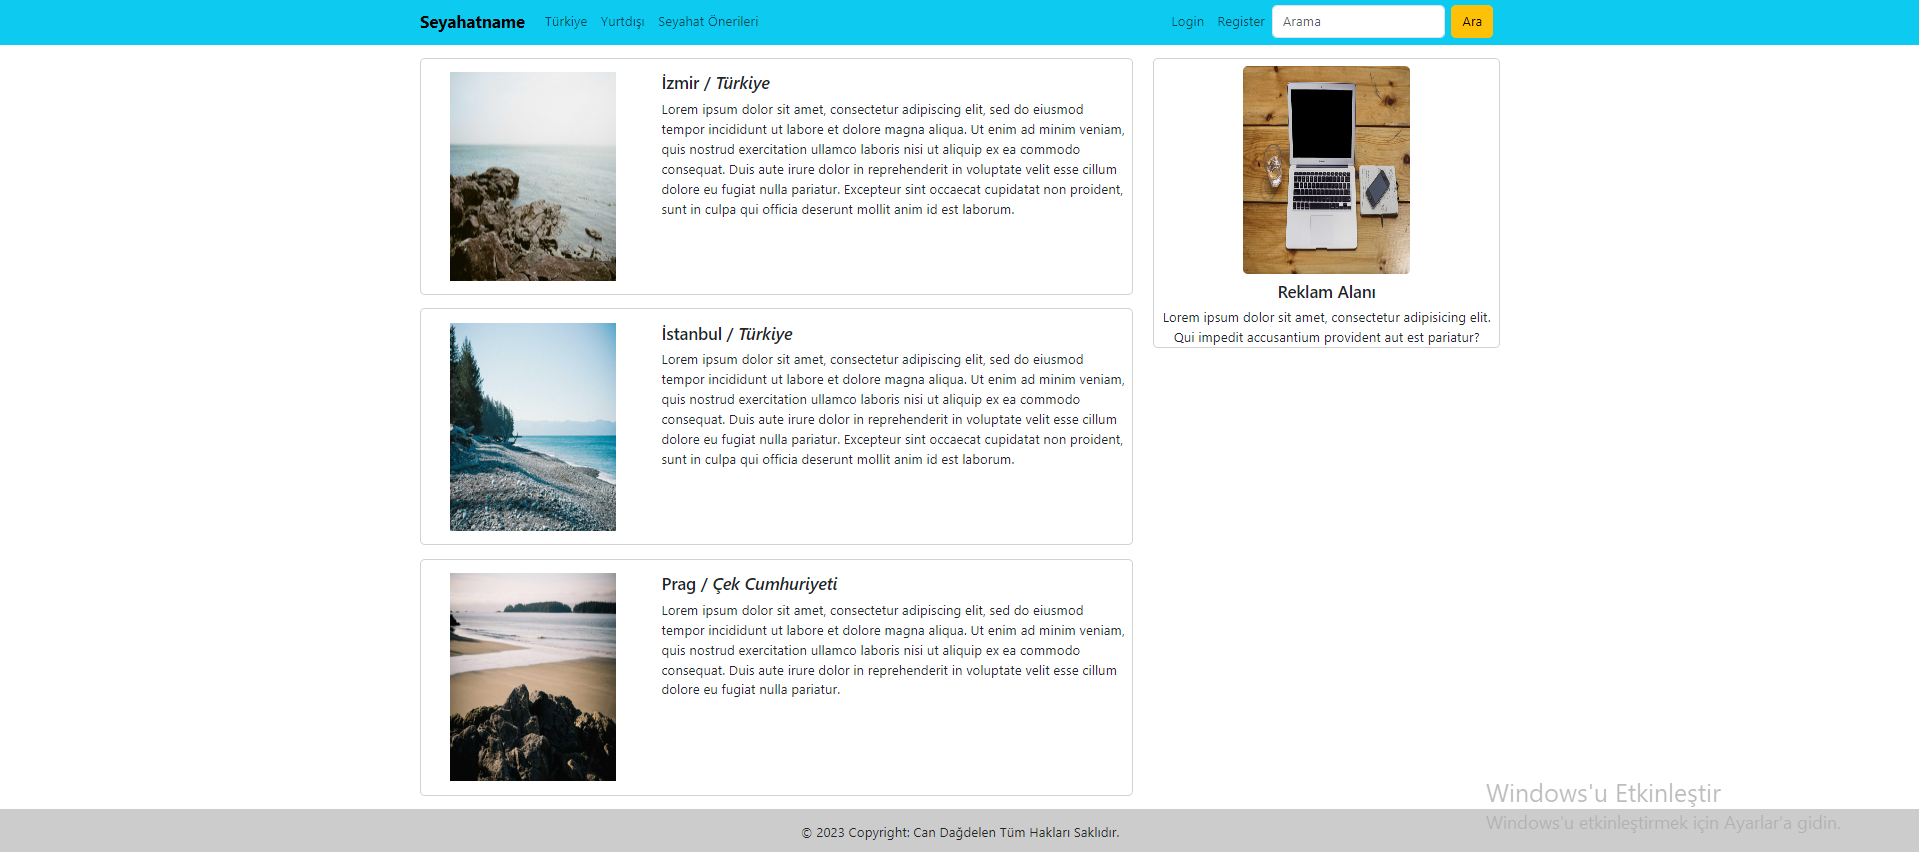 Seyahatname Türkiye Yurtdışı Seyahat Önerileri Login Register Arama Ara
İzmir / Türkiye
Lorem ipsum dolor sit amet, consectetur adipiscing elit, sed do eiusmod
tempor incididunt ut labore et dolore magna aliqua. Ut enim ad minim veniam,
quis nostrud exercitation ullamco laboris nisi ut aliquip ex ea commodo
consequat. Duis aute irure dolor in reprehenderit in voluptate velit esse cillum
dolore eu fugiat nulla pariatur. Excepteur sint occaecat cupidatat non proident,
sunt in culpa qui officia deserunt mollit anim id est laborum.
İstanbul / Türkiye
Lorem ipsum dolor sit amet, consectetur adipiscing elit, sed do eiusmod
tempor incididunt ut labore et dolore magna aliqua. Ut enim ad minim veniam,
quis nostrud exercitation ullamco laboris nisi ut aliquip ex ea commodo
consequat. Duis aute irure dolor in reprehenderit in voluptate velit esse cillum
dolore eu fugiat nulla pariatur. Excepteur sint occaecat cupidatat non proident,
sunt in culpa qui officia deserunt mollit anim id est laborum.
Prag / Çek Cumhuriyeti
Lorem ipsum dolor sit amet, consectetur adipiscing elit, sed do eiusmod
tempor incididunt ut labore et dolore magna aliqua. Ut enim ad minim veniam,
quis nostrud exercitation ullamco laboris nisi ut aliquip ex ea commodo
consequat. Duis aute irure dolor in reprehenderit in voluptate velit esse cillum
dolore eu fugiat nulla pariatur.
Reklam Alanı
Lorem ipsum dolor sit amet, consectetur adipisicing elit.
Qui impedit accusantium provident aut est pariatur?
Windows'u Etkinleştir
Windows'u etkinleştirmek için Ayarlar'a gidin.
© 2023 Copyright: Can Dağdelen Tüm Hakları Saklıdır.